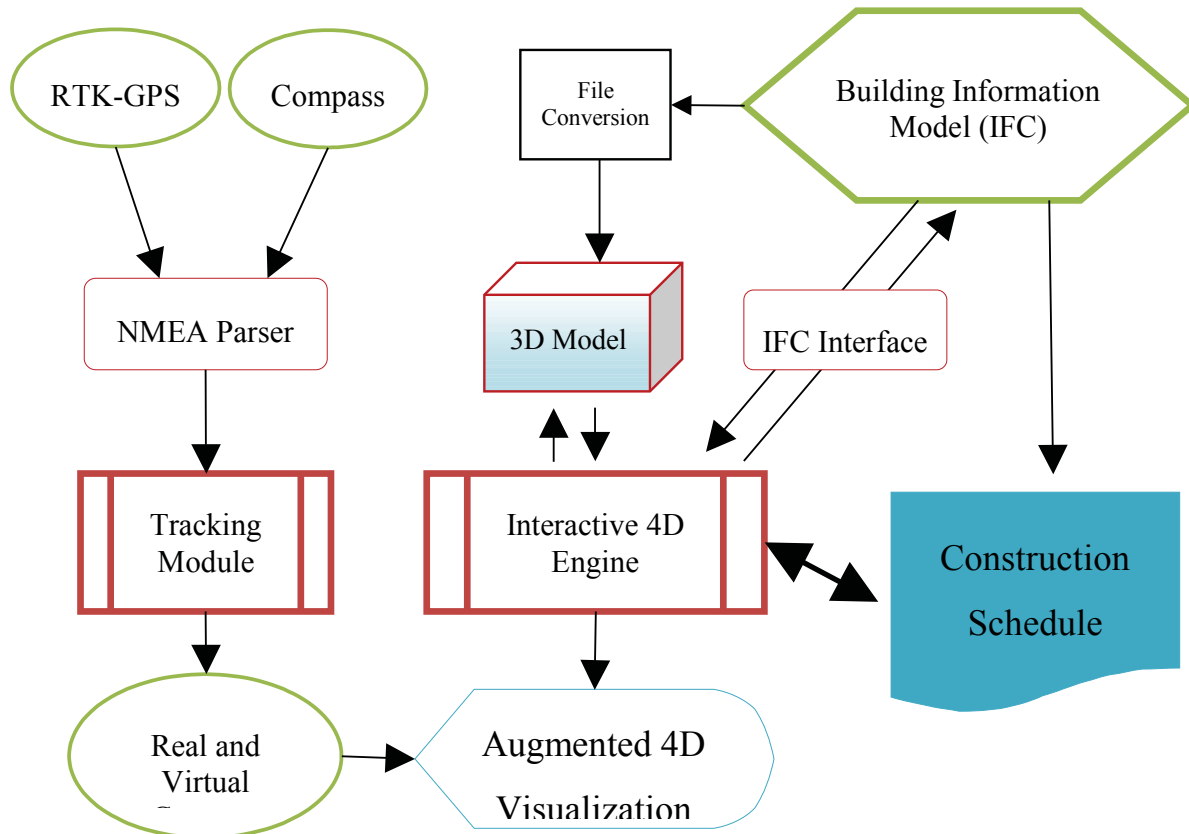 RTK-GPS
Compass
File
Conversion
Building Information
Model (IFC)
NMEA Parser
3D Model
IFC Interface
Tracking
Module
Interactive 4D
Engine
Construction
Schedule
Real and
Virtual
Augmented 4D
Visualization